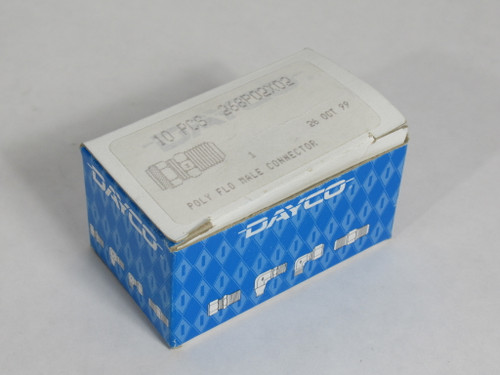 10 PCS 268P02X02
1
26 OCT 99
POLY FLO MALE CONNECTOR
DAYCO
DAYCO